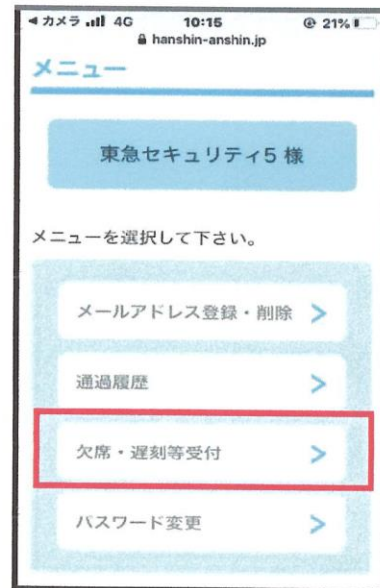 ◀カメラ 4G 10:15 21%
hanshin-anshin.jp
メニュー
東急セキュリティ5 様
メニューを選択して下さい。
メールアドレス登録・削除 >
通過履歴 >
欠席・遅刻等受付 >
パスワード変更 >